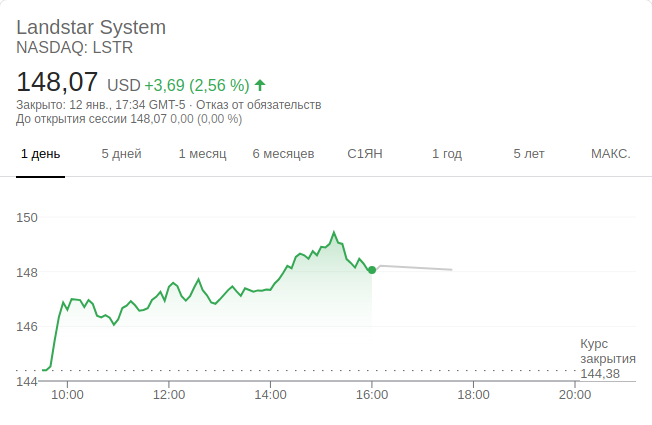 Landstar System
NASDAQ: LSTR
148,07 USD +3,69 (2,56 %)
Закрыто: 12 янв., 17:34 GMT-5 · Отказ от обязательств
До открытия сессии 148,07 0,00 (0,00 %)
1 день 5 дней 1 месяц 6 месяцев С1ЯН 1 год 5 лет МАКС.
150
148
146
Курс
закрытия
144,38
144
10:00 12:00 14:00 16:00 18:00 20:00